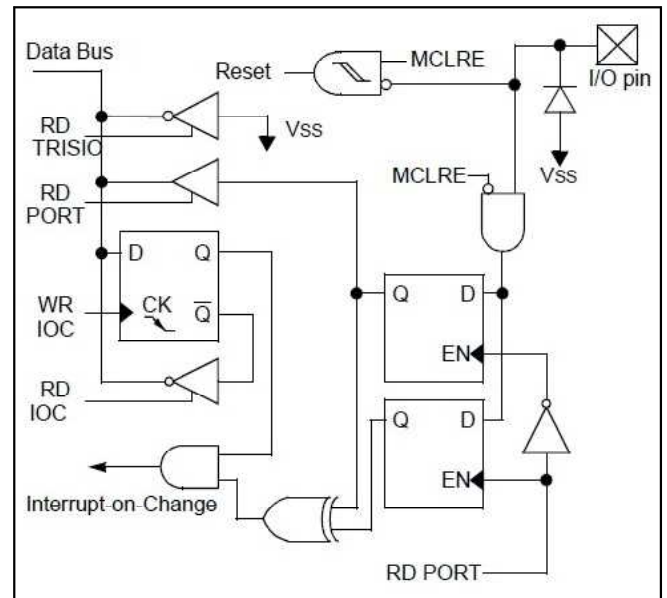 Data Bus
Reset
MCLRE
I/O pin
RD
TRISIO
VSS
RD
PORT
MCLRE
VSS
D
Q
WR
IOC
CK
Q
Q
D
EN
RD
IOC
Q
D
EN
Interrupt-on-Change
RD PORT